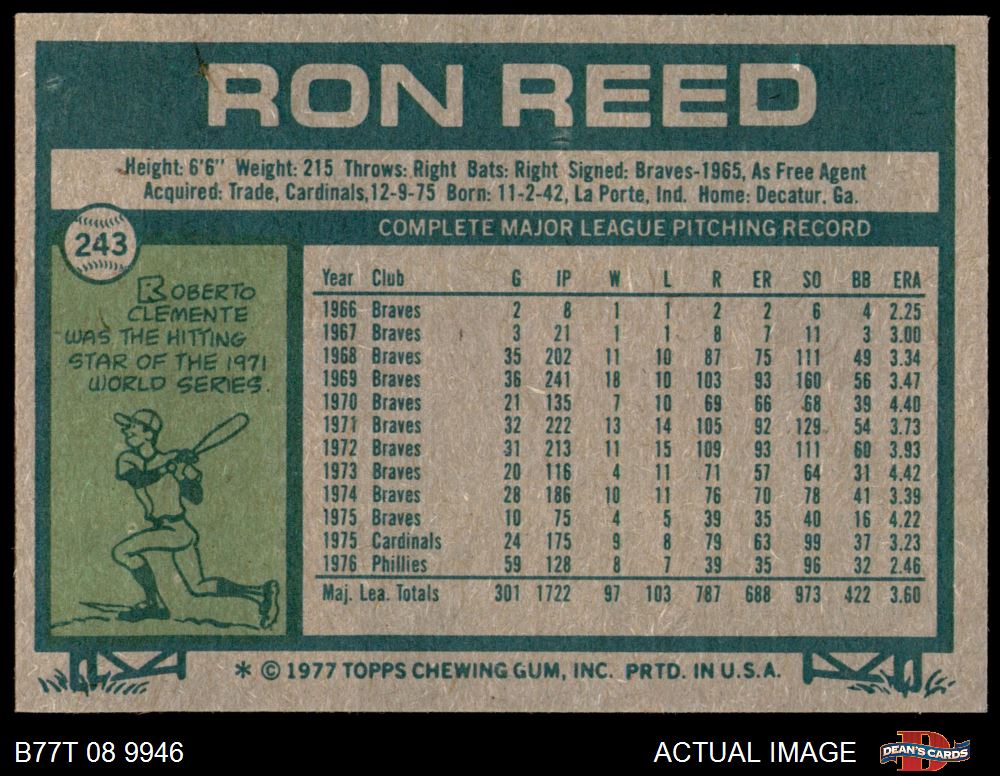 RON REED
Height: 6'6" Weight: 215 Throws: Right Bats: Right Signed: Braves-1965, As Free Agent
Acquired: Trade, Cardinals,12-9-75 Born: 11-2-42, La Porte, Ind. Home: Decatur. Ga.
243
ROBERTO
CLEMENTE
WAS THE HITTING
STAR OF THE 1971
WORLD SERIES.
COMPLETE MAJOR LEAGUE PITCHING RECORD
Year Club G IP W L R ER SO BB ERA
1966 Braves 2 8 1 1 2 2 6 4 2.25
1967 Braves 3 21 1 1 8 7 11 3 3.00
1968 Braves 35 202 11 10 87 75 111 49 3.34
1969 Braves 36 241 18 10 103 93 160 56 3.47
1970 Braves 21 135 7 10 69 66 68 39 4.40
1971 Braves 32 222 13 14 105 92 129 54 3.73
1972 Braves 31 213 11 15 109 93 111 60 3.93
1973 Braves 20 116 4 11 71 57 64 31 4.42
1974 Braves 28 186 10 11 76 70 78 41 3.39
1975 Braves 10 75 4 5 39 35 40 16 4.22
1975 Cardinals 24 175 9 8 79 63 99 37 3.23
1976 Phillies 59 128 8 7 39 35 96 32 2.46
Maj. Lea. Totals 301 1722 97 103 787 688 973 422 3.60
* © 1977 TOPPS CHEWING GUM, INC. PRTD. IN U.S.A.
B77T 08 9946
ACTUAL IMAGE
D
DEAN'S CARDS